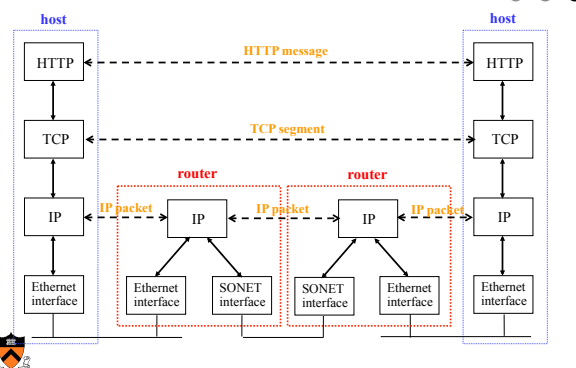 host
host
HTTP
HTTP message
HTTP
TCP
TCP segment
TCP
router
router
IP
IP packet
IP
IP packet
IP
IP packet
IP
Ethernet
interface
Ethernet
interface
SONET
interface
SONET
interface
Ethernet
interface
Ethernet
interface